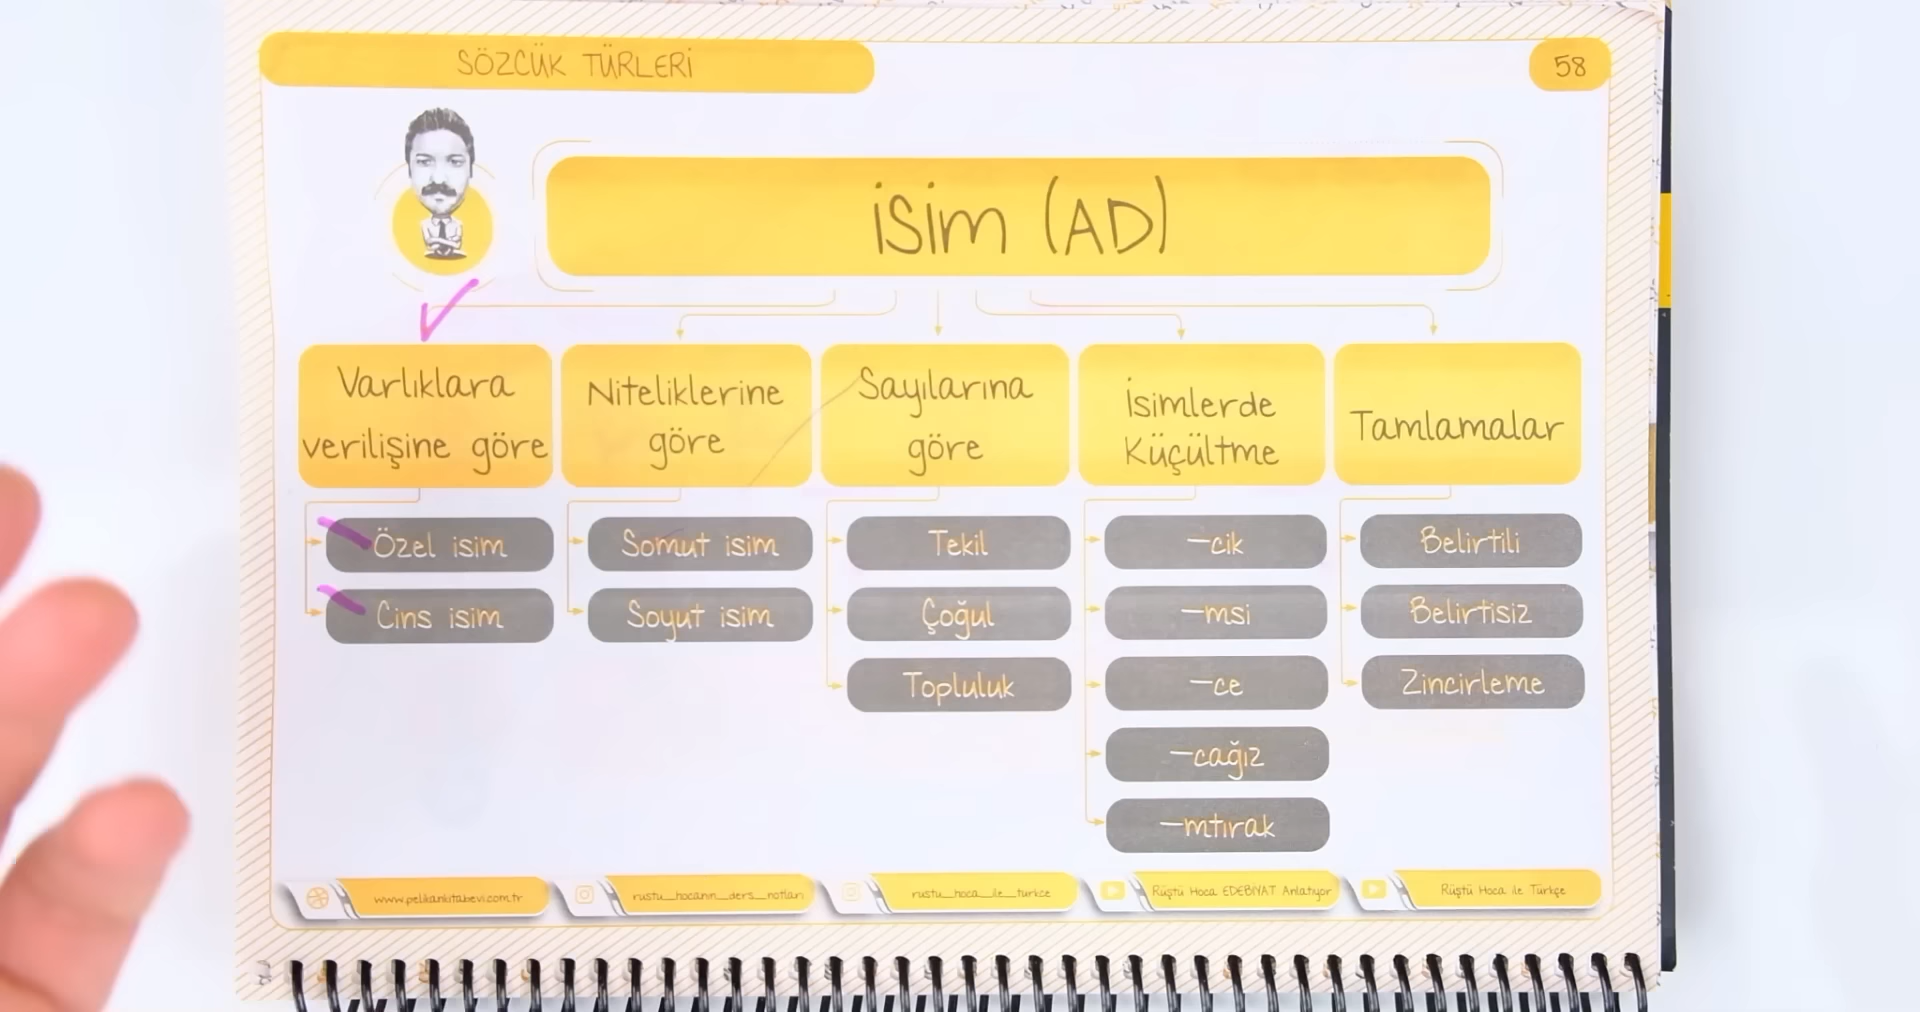 SÖZCÜK TÜRLERİ
58
İSİM (AD)
Varlıklara
verilişine göre
Özel isim
Cins isim
Niteliklerine
göre
Somut isim
Soyut isim
Sayılarına
göre
Tekil
Çoğul
Topluluk
İsimlerde
Küçültme
-cik
-msi
-ce
-cağız
-mtırak
Tamlamalar
Belirtili
Belirtisiz
Zincirleme
www.pelikankitabevi.com.tr
rustu_hocanın_ders_notları
rustu_hoca_ile_turkce
Rüştü Hoca EDEBİYAT Anlatıyor
Rüştü Hoca ile Türkçe